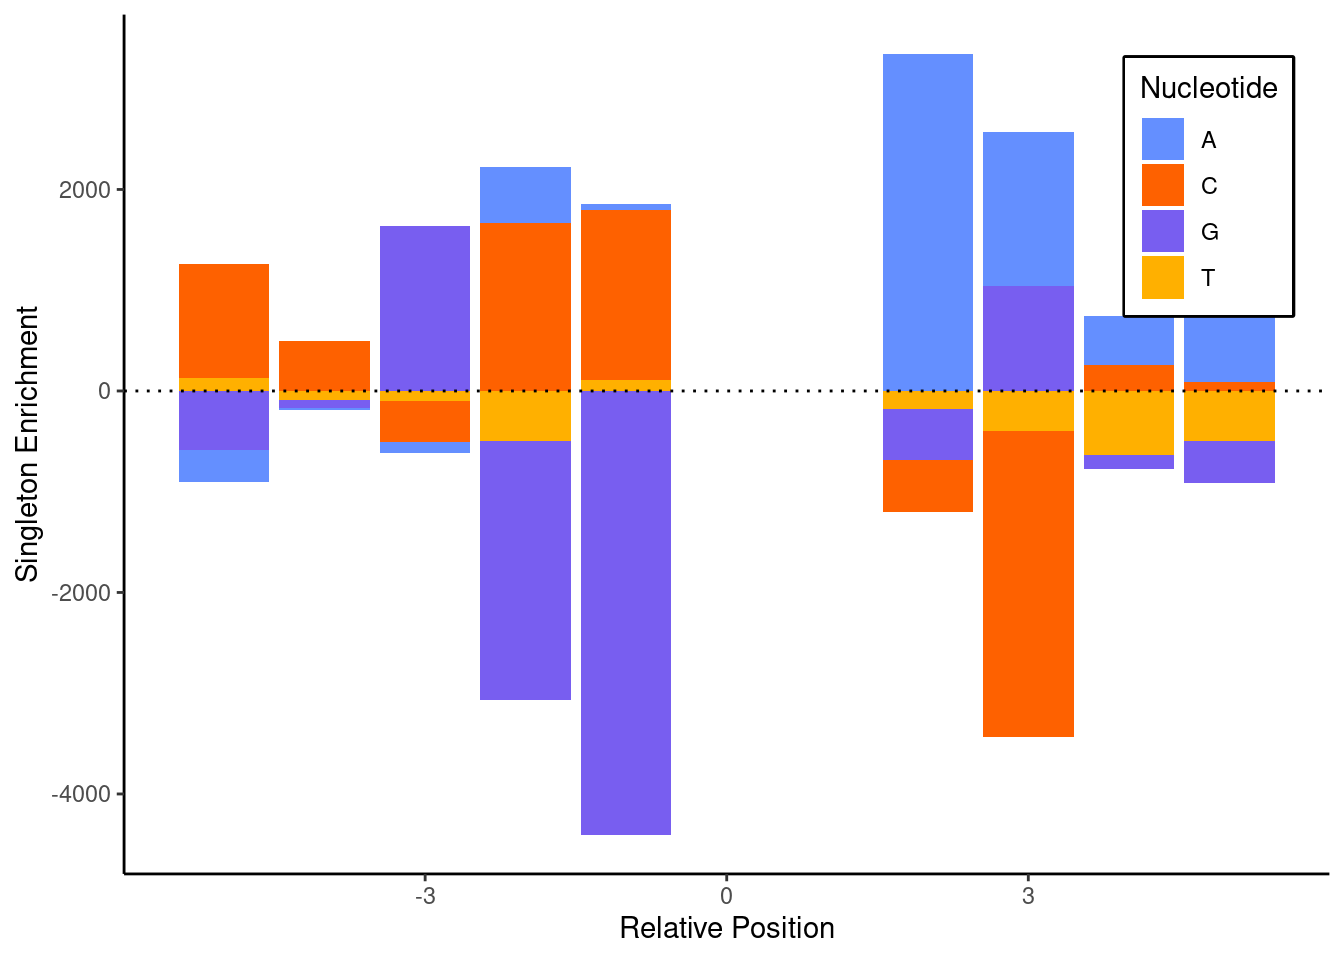 Nucleotide
A
C
G
T
2000
0
-2000
-4000
Singleton Enrichment
-3
0
3
Relative Position